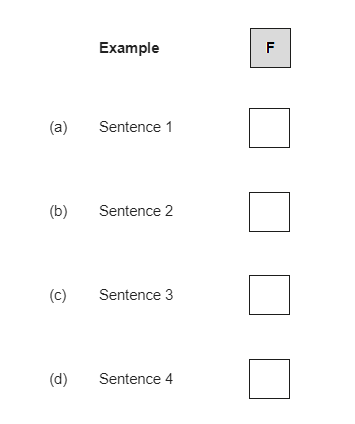 Example F
(a) Sentence 1
(b) Sentence 2
(c) Sentence 3
(d) Sentence 4